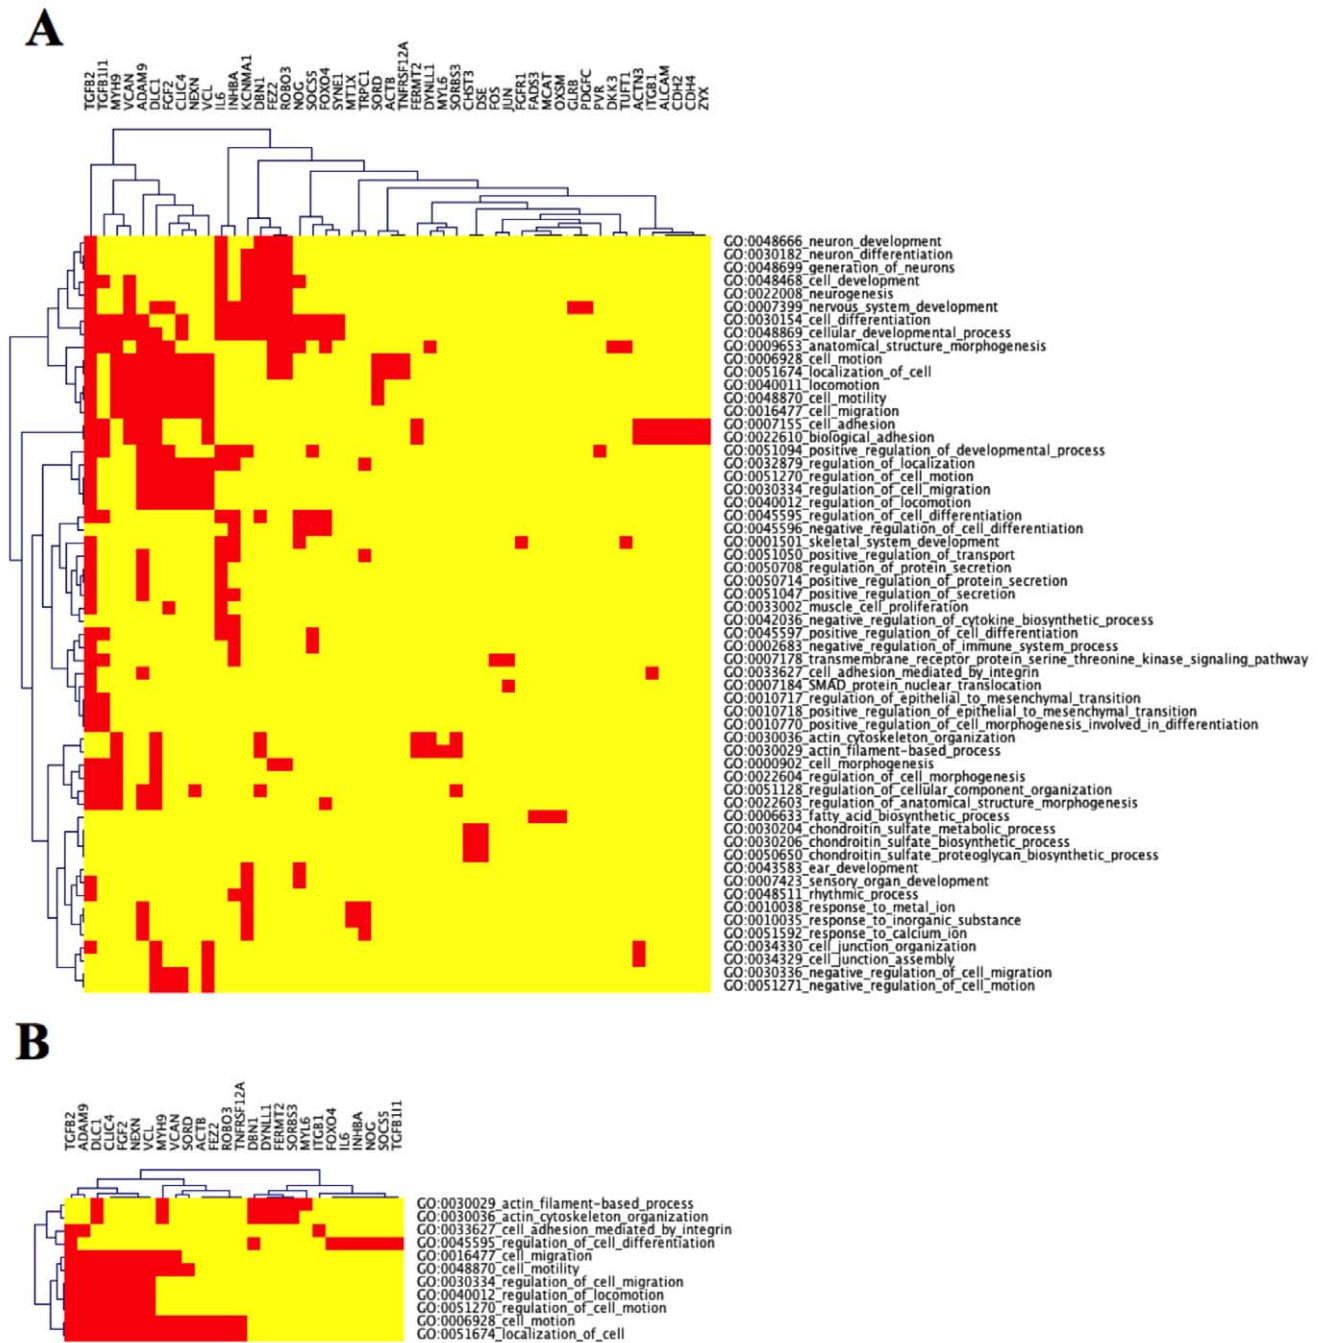 A
TGFB2 TGFB1I1 MYH9 VCAN ADAM9 DLC1 FGF2 CLIC4 NEXN VCL IL6 INHBA KCNMA1 DBN1 FEZ2 ROBO3 NOG SOCS5 FOXO4 SYNE1 MT1X TRPC1 SORD ACTB TNFRSF12A FERMT2 DYNLL1 MYL6 SORBS3 CHST3 DSE FOS JUN FGFR1 FADS3 MCAT OXSM GLRB PDGFC PVR DKK3 TUFT1 ACTN3 ITGB1 ALCAM CDH2 CDH4 ZYX
GO:0048666_neuron_development
GO:0030182_neuron_differentiation
GO:0048699_generation_of_neurons
GO:0048468_cell_development
GO:0022008_neurogenesis
GO:0007399_nervous_system_development
GO:0030154_cell_differentiation
GO:0048869_cellular_developmental_process
GO:0009653_anatomical_structure_morphogenesis
GO:0006928_cell_motion
GO:0051674_localization_of_cell
GO:0040011_locomotion
GO:0048870_cell_motility
GO:0016477_cell_migration
GO:0007155_cell_adhesion
GO:0022610_biological_adhesion
GO:0051094_positive_regulation_of_developmental_process
GO:0032879_regulation_of_localization
GO:0051270_regulation_of_cell_motion
GO:0030334_regulation_of_cell_migration
GO:0040012_regulation_of_locomotion
GO:0045595_regulation_of_cell_differentiation
GO:0045596_negative_regulation_of_cell_differentiation
GO:0001501_skeletal_system_development
GO:0051050_positive_regulation_of_transport
GO:0050708_regulation_of_protein_secretion
GO:0050714_positive_regulation_of_protein_secretion
GO:0051047_positive_regulation_of_secretion
GO:0033002_muscle_cell_proliferation
GO:0042036_negative_regulation_of_cytokine_biosynthetic_process
GO:0045597_positive_regulation_of_cell_differentiation
GO:0002683_negative_regulation_of_immune_system_process
GO:0007178_transmembrane_receptor_protein_serine_threonine_kinase_signaling_pathway
GO:0033627_cell_adhesion_mediated_by_integrin
GO:0007184_SMAD_protein_nuclear_translocation
GO:0010717_regulation_of_epithelial_to_mesenchymal_transition
GO:0010718_positive_regulation_of_epithelial_to_mesenchymal_transition
GO:0010770_positive_regulation_of_cell_morphogenesis_involved_in_differentiation
GO:0030036_actin_cytoskeleton_organization
GO:0030029_actin_filament-based_process
GO:0000902_cell_morphogenesis
GO:0022604_regulation_of_cell_morphogenesis
GO:0051128_regulation_of_cellular_component_organization
GO:0022603_regulation_of_anatomical_structure_morphogenesis
GO:0006633_fatty_acid_biosynthetic_process
GO:0030204_chondroitin_sulfate_metabolic_process
GO:0030206_chondroitin_sulfate_biosynthetic_process
GO:0050650_chondroitin_sulfate_proteoglycan_biosynthetic_process
GO:0043583_ear_development
GO:0007423_sensory_organ_development
GO:0048511_rhythmic_process
GO:0010038_response_to_metal_ion
GO:0010035_response_to_inorganic_substance
GO:0051592_response_to_calcium_ion
GO:0034330_cell_junction_organization
GO:0034329_cell_junction_assembly
GO:0030336_negative_regulation_of_cell_migration
GO:0051271_negative_regulation_of_cell_motion
B
TGFB2 ADAM9 DLC1 CLIC4 FGF2 NEXN VCL MYH9 VCAN SORD ACTB FEZ2 ROBO3 TNFRSF12A DBN1 DYNLL1 FERMT2 SORBS3 MYL6 ITGB1 FOXO4 IL6 INHBA NOG SOCS5 TGFB1I1
GO:0030029_actin_filament-based_process
GO:0030036_actin_cytoskeleton_organization
GO:0033627_cell_adhesion_mediated_by_integrin
GO:0045595_regulation_of_cell_differentiation
GO:0016477_cell_migration
GO:0048870_cell_motility
GO:0030334_regulation_of_cell_migration
GO:0040012_regulation_of_locomotion
GO:0051270_regulation_of_cell_motion
GO:0006928_cell_motion
GO:0051674_localization_of_cell